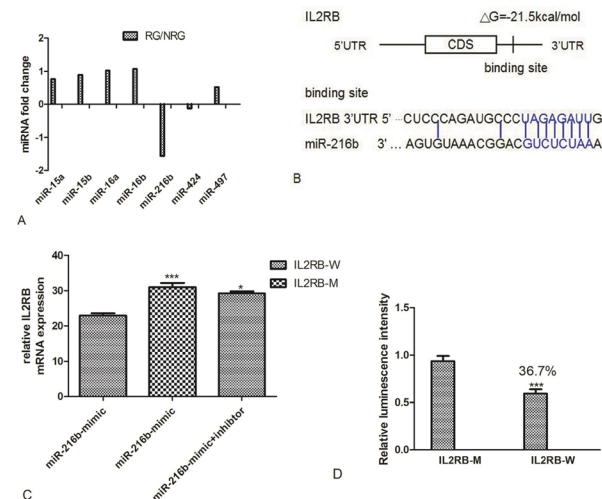 RG/NRG
miRNA fold change
2
1
0
-1
-2
miR-15a
miR-15b
miR-16a
miR-16b
miR-216b
miR-424
miR-497
A
IL2RB
△G=-21.5kcal/mol
5'UTR
CDS
3'UTR
binding site
binding site
IL2RB 3'UTR 5' ···CUCCCAGAUGCCCUAGAGAUUG
miR-216b 3' ... AGUGUAAACGGACGUCUCUAAA
B
relative IL2RB
mRNA expression
40
30
20
10
0
***
*
IL2RB-W
IL2RB-M
miR-216b-mimic
miR-216b-mimic
miR-216b-mimic+inhibtor
C
Relative luminescence intensity
1.5
1.0
0.5
0.0
36.7%
***
IL2RB-M
IL2RB-W
D